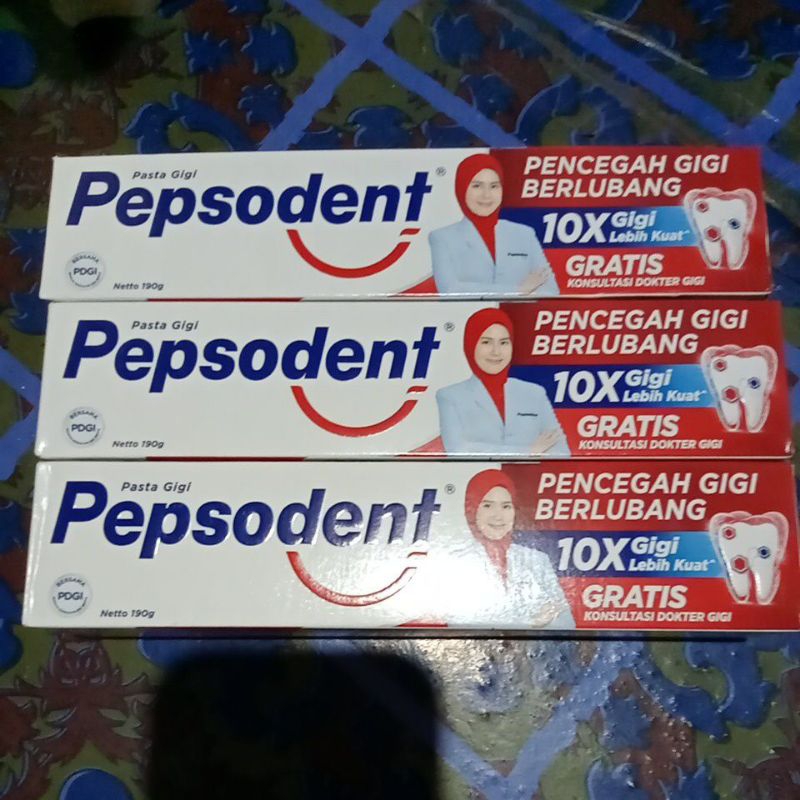 Pasta Gigi
Pepsodent®
BERSAMA
PDGI
Netto 190g
PENCEGAH GIGI
BERLUBANG
10X Gigi
Lebih Kuat^
GRATIS
KONSULTASI DOKTER GIGI
Pasta Gigi
Pepsodent®
BERSAMA
PDGI
Netto 190g
PENCEGAH GIGI
BERLUBANG
10X Gigi
Lebih Kuat^
GRATIS
KONSULTASI DOKTER GIGI
Pasta Gigi
Pepsodent®
BERSAMA
PDGI
Netto 190g
PENCEGAH GIGI
BERLUBANG
10X Gigi
Lebih Kuat^
GRATIS
KONSULTASI DOKTER GIGI